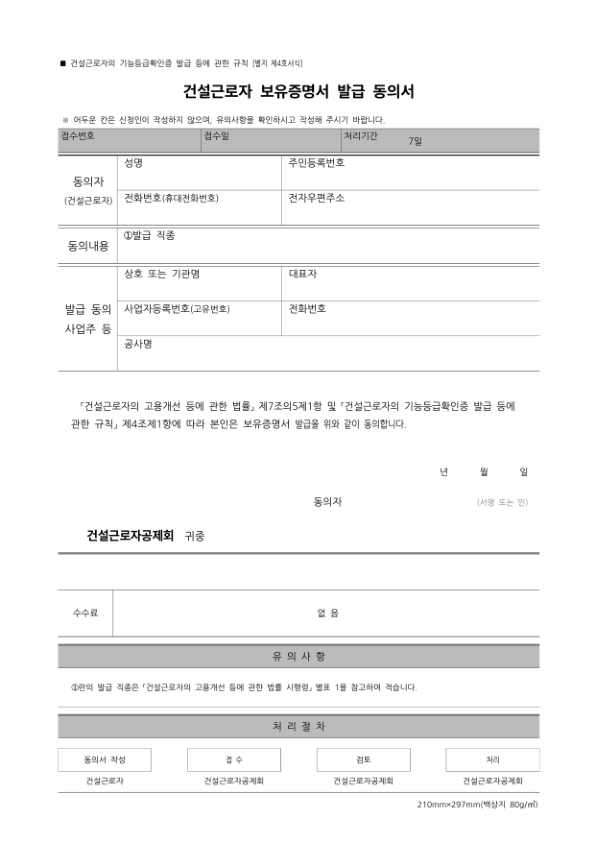 ■ 건설근로자의 기능등급확인증 발급 등에 관한 규칙 [별지 제4호서식]
건설근로자 보유증명서 발급 동의서
※ 어두운 칸은 신청인이 작성하지 않으며, 유의사항을 확인하시고 작성해 주시기 바랍니다.
접수번호 접수일 처리기간 7일
동의자
(건설근로자)
성명 주민등록번호
전화번호(휴대전화번호) 전자우편주소
동의내용 ①발급 직종
발급 동의
사업주 등
상호 또는 기관명 대표자
사업자등록번호(고유번호) 전화번호
공사명
「건설근로자의 고용개선 등에 관한 법률」 제7조의5제1항 및 「건설근로자의 기능등급확인증 발급 등에
관한 규칙」 제4조제1항에 따라 본인은 보유증명서 발급을 위와 같이 동의합니다.
년 월 일
동의자 (서명 또는 인)
건설근로자공제회 귀중
수수료 없 음
유 의 사 항
①란의 발급 직종은 「건설근로자의 고용개선 등에 관한 법률 시행령」 별표 1을 참고하여 적습니다.
처 리 절 차
동의서 작성 접 수 검토 처리
건설근로자 건설근로자공제회 건설근로자공제회 건설근로자공제회
210mm×297mm(백상지 80g/㎡)